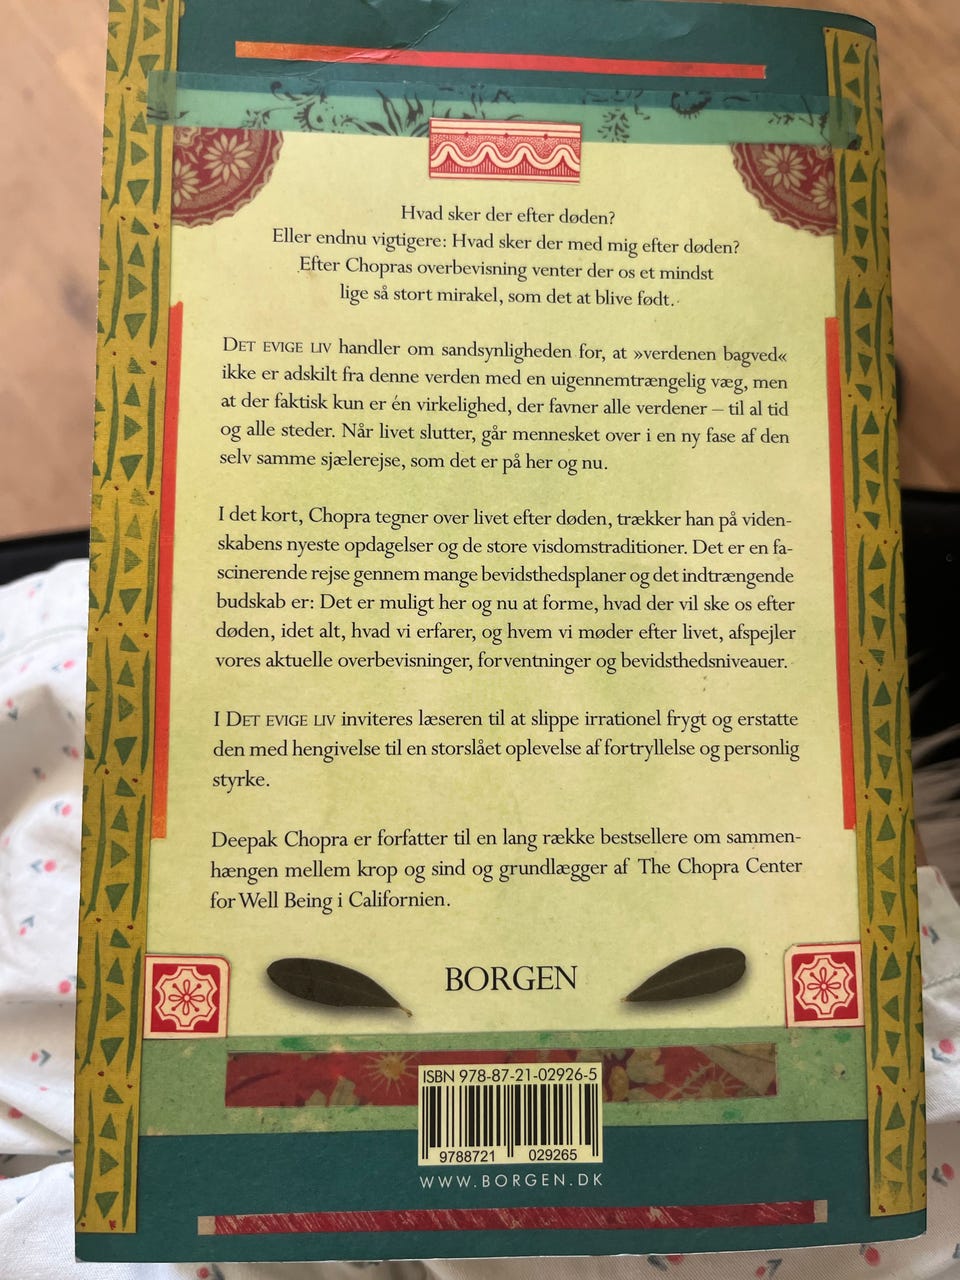 Hvad sker der efter døden?
Eller endnu vigtigere: Hvad sker der med mig efter døden?
Efter Chopras overbevisning venter der os et mindst
lige så stort mirakel, som det at blive født.
DET EVIGE LIV handler om sandsynligheden for, at »verdenen bagved«
ikke er adskilt fra denne verden med en uigennemtrængelig væg, men
at der faktisk kun er én virkelighed, der favner alle verdener – til al tid
og alle steder. Når livet slutter, går mennesket over i en ny fase af den
selv samme sjælerejse, som det er på her og nu.
I det kort, Chopra tegner over livet efter døden, trækker han på viden-
skabens nyeste opdagelser og de store visdomstraditioner. Det er en fa-
scinerende rejse gennem mange bevidsthedsplaner og det indtrængende
budskab er: Det er muligt her og nu at forme, hvad der vil ske os efter
døden, idet alt, hvad vi erfarer, og hvem vi møder efter livet, afspejler
vores aktuelle overbevisninger, forventninger og bevidsthedsniveauer.
I DET EVIGE LIV inviteres læseren til at slippe irrationel frygt og erstatte
den med hengivelse til en storslået oplevelse af fortryllelse og personlig
styrke.
Deepak Chopra er forfatter til en lang række bestsellere om sammen-
hængen mellem krop og sind og grundlægger af The Chopra Center
for Well Being i Californien.
BORGEN
ISBN 978-87-21-02926-5
9788721 029265
WWW.BORGEN.DK